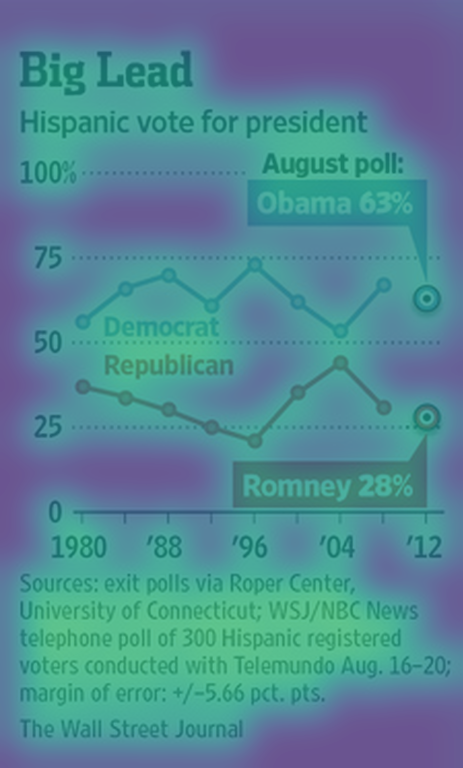 Big Lead
Hispanic vote for president
August poll:
100%
Obama 63%
75
Democrat
50
Republican
25
Romney 28%
0
1980 '88 '96 '04 '12
Sources: exit polls via Roper Center,
University of Connecticut; WSJ/NBC News
telephone poll of 300 Hispanic registered
voters conducted with Telemundo Aug. 16–20;
margin of error: +/–5.66 pct. pts.
The Wall Street Journal